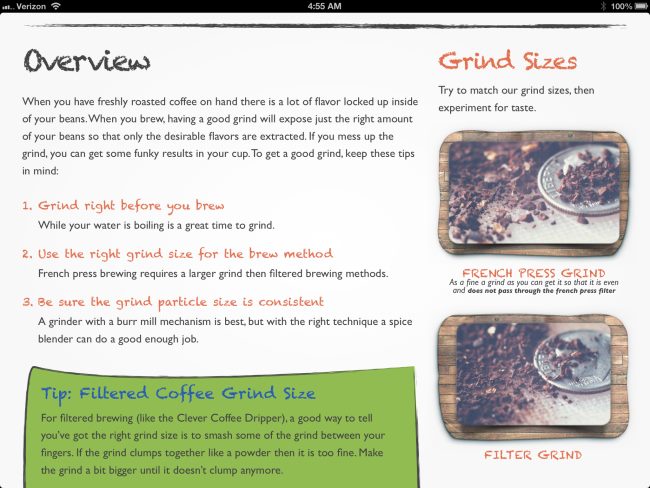 Verizon
4:55 AM
100%
Overview
When you have freshly roasted coffee on hand there is a lot of flavor locked up inside
of your beans. When you brew, having a good grind will expose just the right amount
of your beans so that only the desirable flavors are extracted. If you mess up the
grind, you can get some funky results in your cup. To get a good grind, keep these tips
in mind:
1. Grind right before you brew
While your water is boiling is a great time to grind.
2. Use the right grind size for the brew method
French press brewing requires a larger grind then filtered brewing methods.
3. Be sure the grind particle size is consistent
A grinder with a burr mill mechanism is best, but with the right technique a spice
blender can do a good enough job.
Tip: Filtered Coffee Grind Size
For filtered brewing (like the Clever Coffee Dripper), a good way to tell
you've got the right grind size is to smash some of the grind between your
fingers. If the grind clumps together like a powder then it is too fine. Make
the grind a bit bigger until it doesn't clump anymore.
Grind Sizes
Try to match our grind sizes, then
experiment for taste.
FRENCH PRESS GRIND
As a fine a grind as you can get it so that it is even
and does not pass through the french press filter
FILTER GRIND